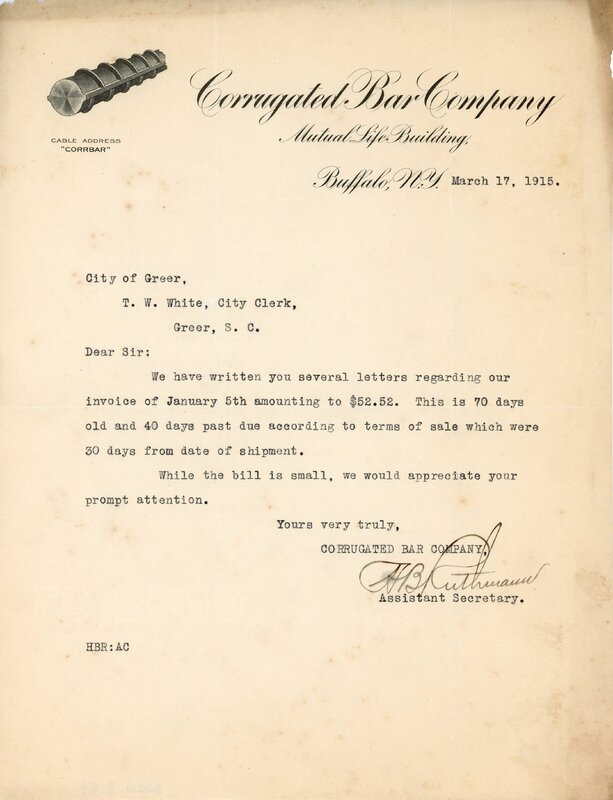 Corrugated Bar Company
Mutual Life Building,
CABLE ADDRESS
"CORRBAR"
Buffalo, N.Y. March 17, 1915.
City of Greer,
T. W. White, City Clerk,
Greer, S. C.
Dear Sir:
We have written you several letters regarding our
invoice of January 5th amounting to $52.52. This is 70 days
old and 40 days past due according to terms of sale which were
30 days from date of shipment.
While the bill is small, we would appreciate your
prompt attention.
Yours very truly,
CORRUGATED BAR COMPANY,
HB Ruthmann
Assistant Secretary.
HBR:AC